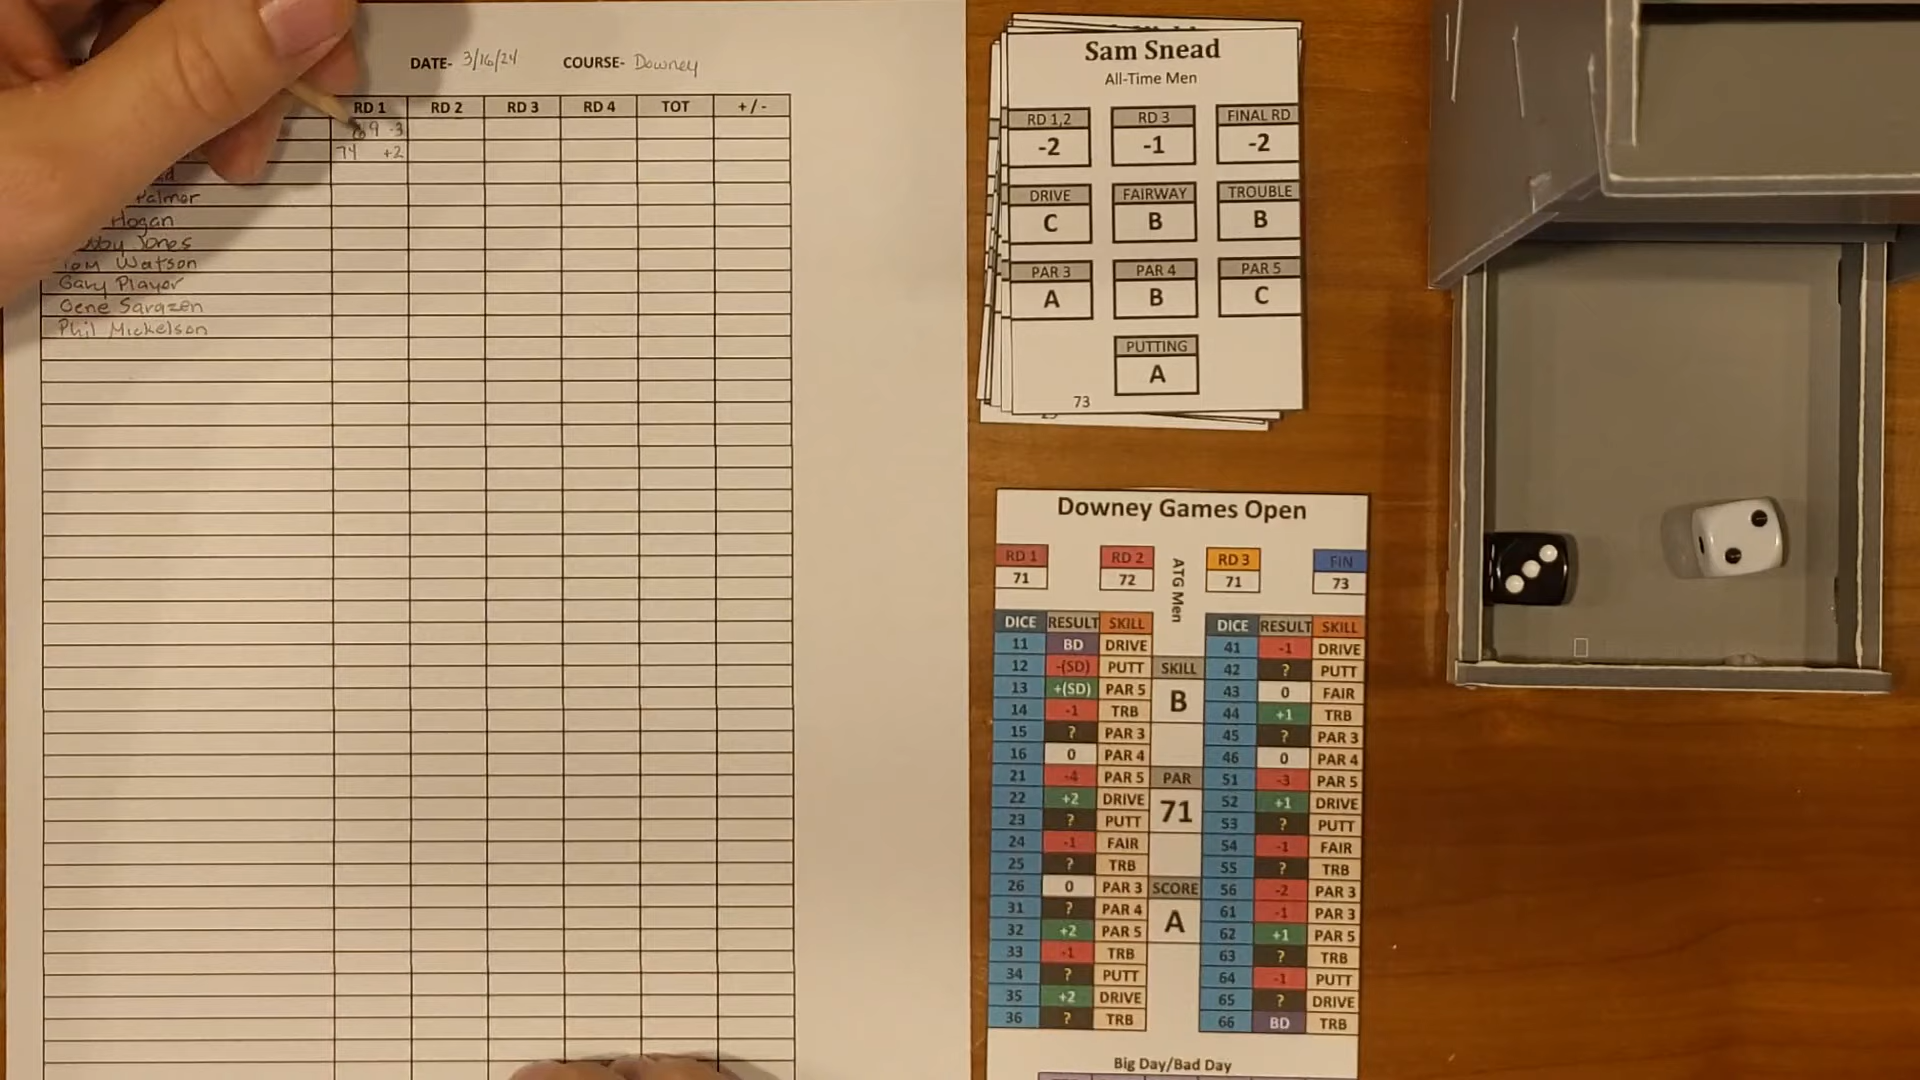 DATE- 3/16/24 COURSE- Downey
RD 1 RD 2 RD 3 RD 4 TOT + / -
-3
74 +2
Palmer
Hogan
Jones
Tom Watson
Gary Player
Gene Sarazen
Phil Mickelson
Sam Snead
All-Time Men
RD 1,2 RD 3 FINAL RD
-2 -1 -2
DRIVE FAIRWAY TROUBLE
C B B
PAR 3 PAR 4 PAR 5
A B C
PUTTING
A
73
Downey Games Open
RD 1 RD 2 RD 3 FIN
71 72 71 73
ATG Men
DICE RESULT SKILL DICE RESULT SKILL
11 BD DRIVE 41 -1 DRIVE
12 -(SD) PUTT SKILL 42 ? PUTT
13 +(SD) PAR 5 B 43 0 FAIR
14 -1 TRB 44 +1 TRB
15 ? PAR 3 45 ? PAR 3
16 0 PAR 4 46 0 PAR 4
21 -4 PAR 5 PAR 51 -3 PAR 5
22 +2 DRIVE 71 52 +1 DRIVE
23 ? PUTT 53 ? PUTT
24 -1 FAIR 54 -1 FAIR
25 ? TRB 55 ? TRB
26 0 PAR 3 SCORE 56 -2 PAR 3
31 ? PAR 4 A 61 -1 PAR 3
32 +2 PAR 5 62 +1 PAR 5
33 -1 TRB 63 ? TRB
34 ? PUTT 64 -1 PUTT
35 +2 DRIVE 65 ? DRIVE
36 ? TRB 66 BD TRB
Big Day/Bad Day